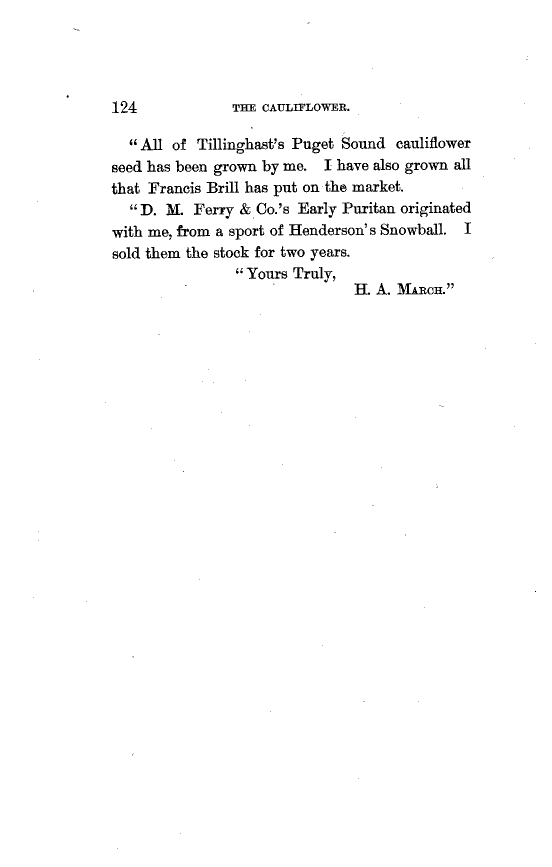 124 THE CAULIFLOWER.
“All of Tillinghast's Puget Sound cauliflower
seed has been grown by me. I have also grown all
that Francis Brill has put on the market.
“D. M. Ferry & Co.'s Early Puritan originated
with me, from a sport of Henderson's Snowball. I
sold them the stock for two years.
“Yours Truly,
H. A. March.”